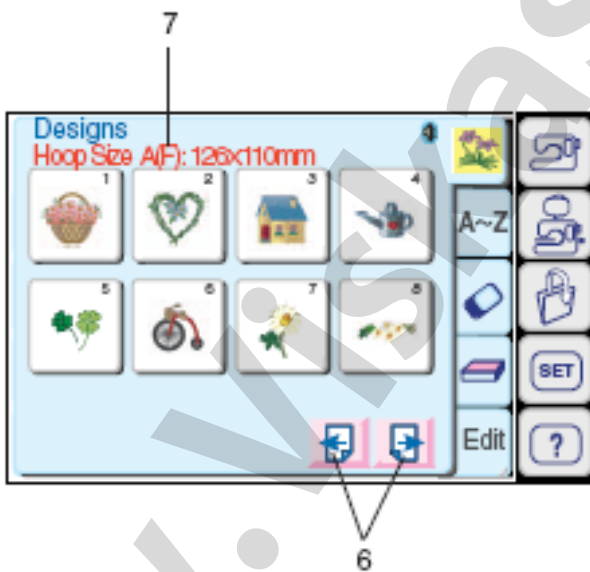 7
Designs
Hoop Size A(F): 126x110mm
1 2 3 4
A~Z
5 6 7 8
SET
Edit
?
6